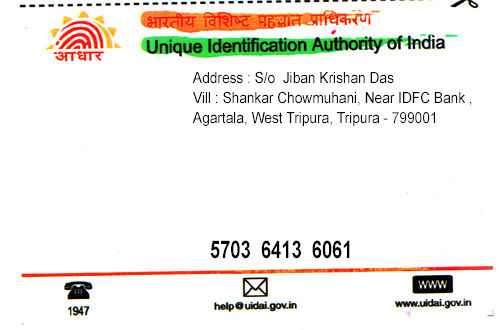 भारतीय विशिष्ट पहचान प्राधिकरण
Unique Identification Authority of India
आधार
Address : S/o Jiban Krishan Das
Vill : Shankar Chowmuhani, Near IDFC Bank ,
Agartala, West Tripura, Tripura - 799001
5703 6413 6061
WWW
1947
help@uidai.gov.in
www.uidai.gov.in